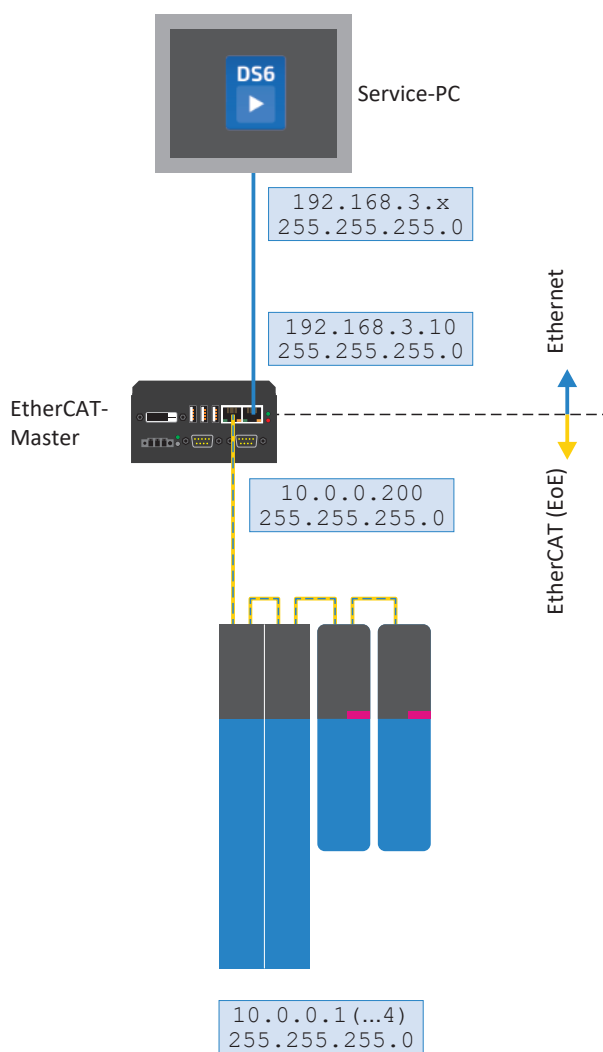 DS6
Service-PC
192.168.3.x
255.255.255.0
192.168.3.10
255.255.255.0
Ethernet
EtherCAT-
Master
EtherCAT (EoE)
10.0.0.200
255.255.255.0
10.0.0.1(...4)
255.255.255.0